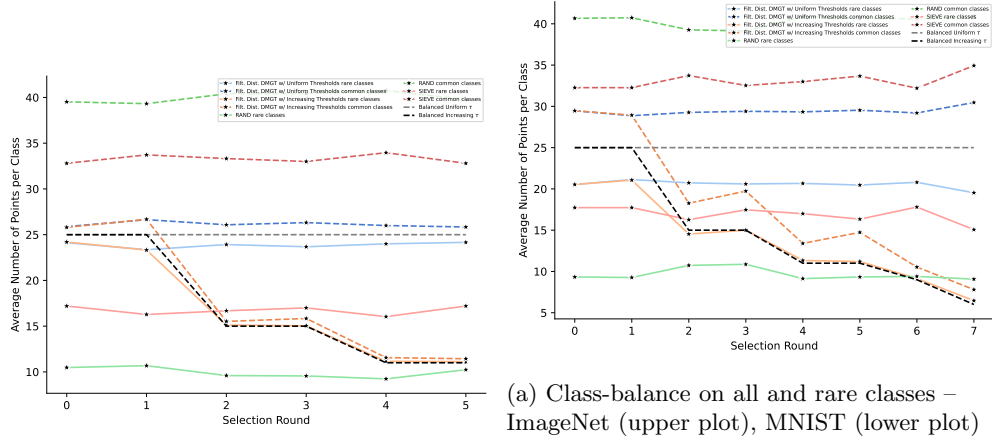 40
35
30
25
20
15
10
0
1
2
3
4
5
Average Number of Points per Class
Selection Round
Filt. Dist. DMGT w/ Uniform Thresholds rare classes
Filt. Dist. DMGT w/ Uniform Thresholds common classes
Filt. Dist. DMGT w/ Increasing Thresholds rare classes
Filt. Dist. DMGT w/ Increasing Thresholds common classes
RAND rare classes
RAND common classes
SIEVE rare classes
SIEVE common classes
Balanced Uniform τ
Balanced Increasing τ
40
35
30
25
20
15
10
5
0
1
2
3
4
5
6
7
Average Number of Points per Class
Selection Round
Filt. Dist. DMGT w/ Uniform Thresholds rare classes
Filt. Dist. DMGT w/ Uniform Thresholds common classes
Filt. Dist. DMGT w/ Increasing Thresholds rare classes
Filt. Dist. DMGT w/ Increasing Thresholds common classes
RAND rare classes
RAND common classes
SIEVE rare classes
SIEVE common classes
Balanced Uniform τ
Balanced Increasing τ
(a) Class-balance on all and rare classes –
ImageNet (upper plot), MNIST (lower plot)